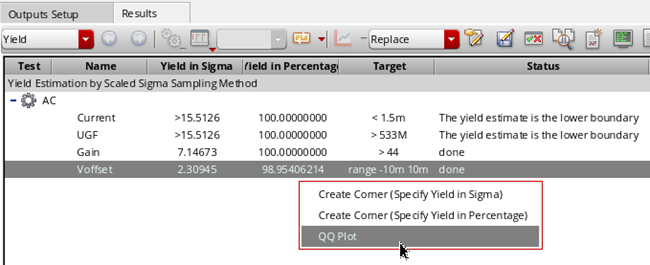 Outputs Setup Results
Yield Replace
Test Name Yield in Sigma Yield in Percentag Target Status
Yield Estimation by Scaled Sigma Sampling Method
AC
Current >15.5126 100.00000000 < 1.5m The yield estimate is the lower boundary
UGF >15.5126 100.00000000 > 533M The yield estimate is the lower boundary
Gain 7.14673 100.00000000 > 44 done
Voffset 2.30945 98.95406214 range -10m 10m done
Create Corner (Specify Yield in Sigma)
Create Corner (Specify Yield in Percentage)
QQ Plot